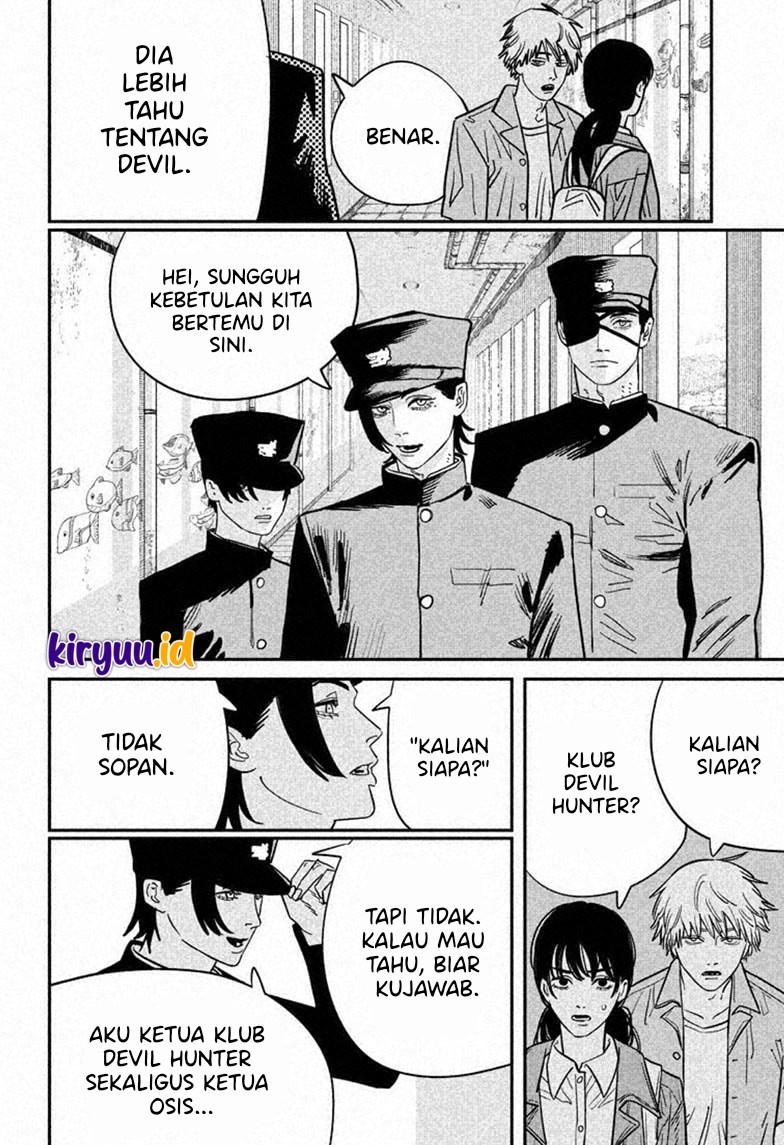 BENAR.
DIA
LEBIH
TAHU
TENTANG
DEVIL.
HEI, SUNGGUH
KEBETULAN KITA
BERTEMU DI
SINI.
kiryuu.id
KALIAN
SIAPA?
KLUB
DEVIL
HUNTER?
"KALIAN
SIAPA?"
TIDAK
SOPAN.
TAPI TIDAK.
KALAU MAU
TAHU, BIAR
KUJAWAB.
AKU KETUA KLUB
DEVIL HUNTER
SEKALIGUS KETUA
OSIS...